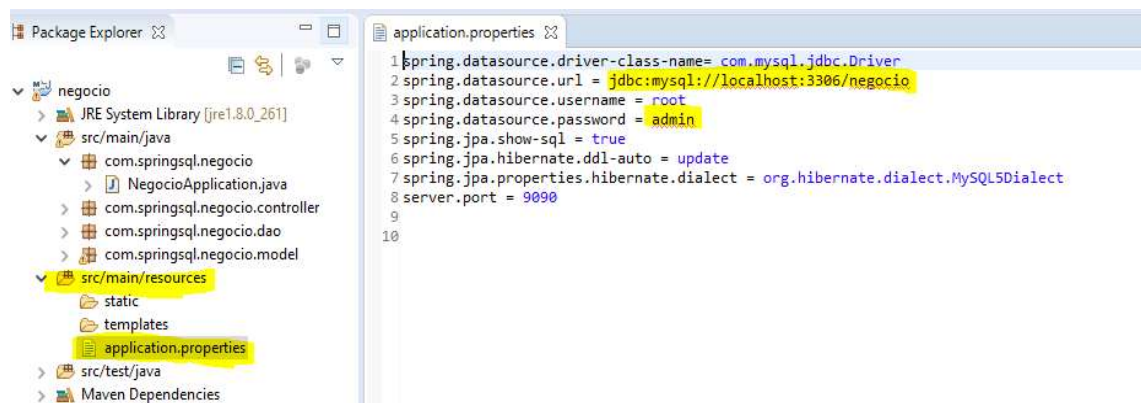 Package Explorer
negocio
JRE System Library [jre1.8.0_261]
src/main/java
com.springsql.negocio
NegocioApplication.java
com.springsql.negocio.controller
com.springsql.negocio.dao
com.springsql.negocio.model
src/main/resources
static
templates
application.properties
src/test/java
Maven Dependencies
application.properties
1 spring.datasource.driver-class-name= com.mysql.jdbc.Driver
2 spring.datasource.url = jdbc:mysql://localhost:3306/negocio
3 spring.datasource.username = root
4 spring.datasource.password = admin
5 spring.jpa.show-sql = true
6 spring.jpa.hibernate.ddl-auto = update
7 spring.jpa.properties.hibernate.dialect = org.hibernate.dialect.MySQL5Dialect
8 server.port = 9090
9
10